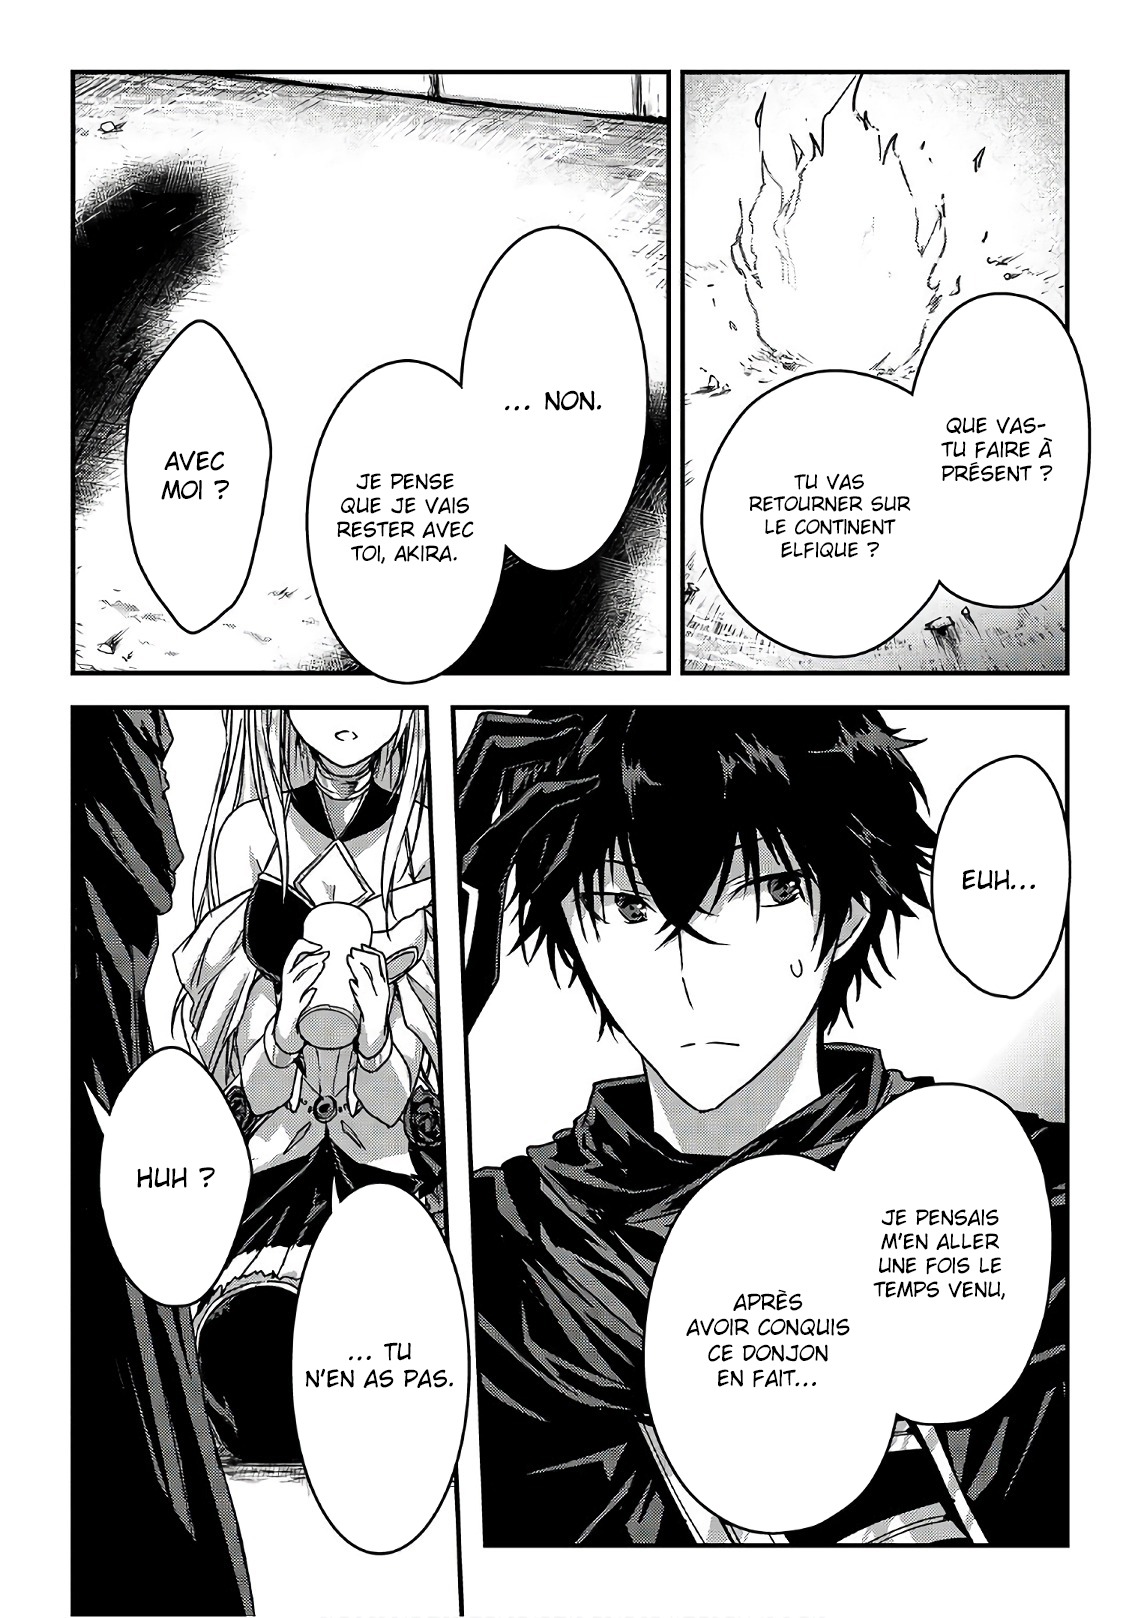 QUE VAS-
TU FAIRE À
PRÉSENT ?
TU VAS
RETOURNER SUR
LE CONTINENT
ELFIQUE ?
... NON.
JE PENSE
QUE JE VAIS
RESTER AVEC
TOI, AKIRA.
AVEC
MOI ?
EUH...
JE PENSAIS
M'EN ALLER
UNE FOIS LE
TEMPS VENU,
APRÈS
AVOIR CONQUIS
CE DONJON
EN FAIT...
... TU
N'EN AS PAS.
HUH ?